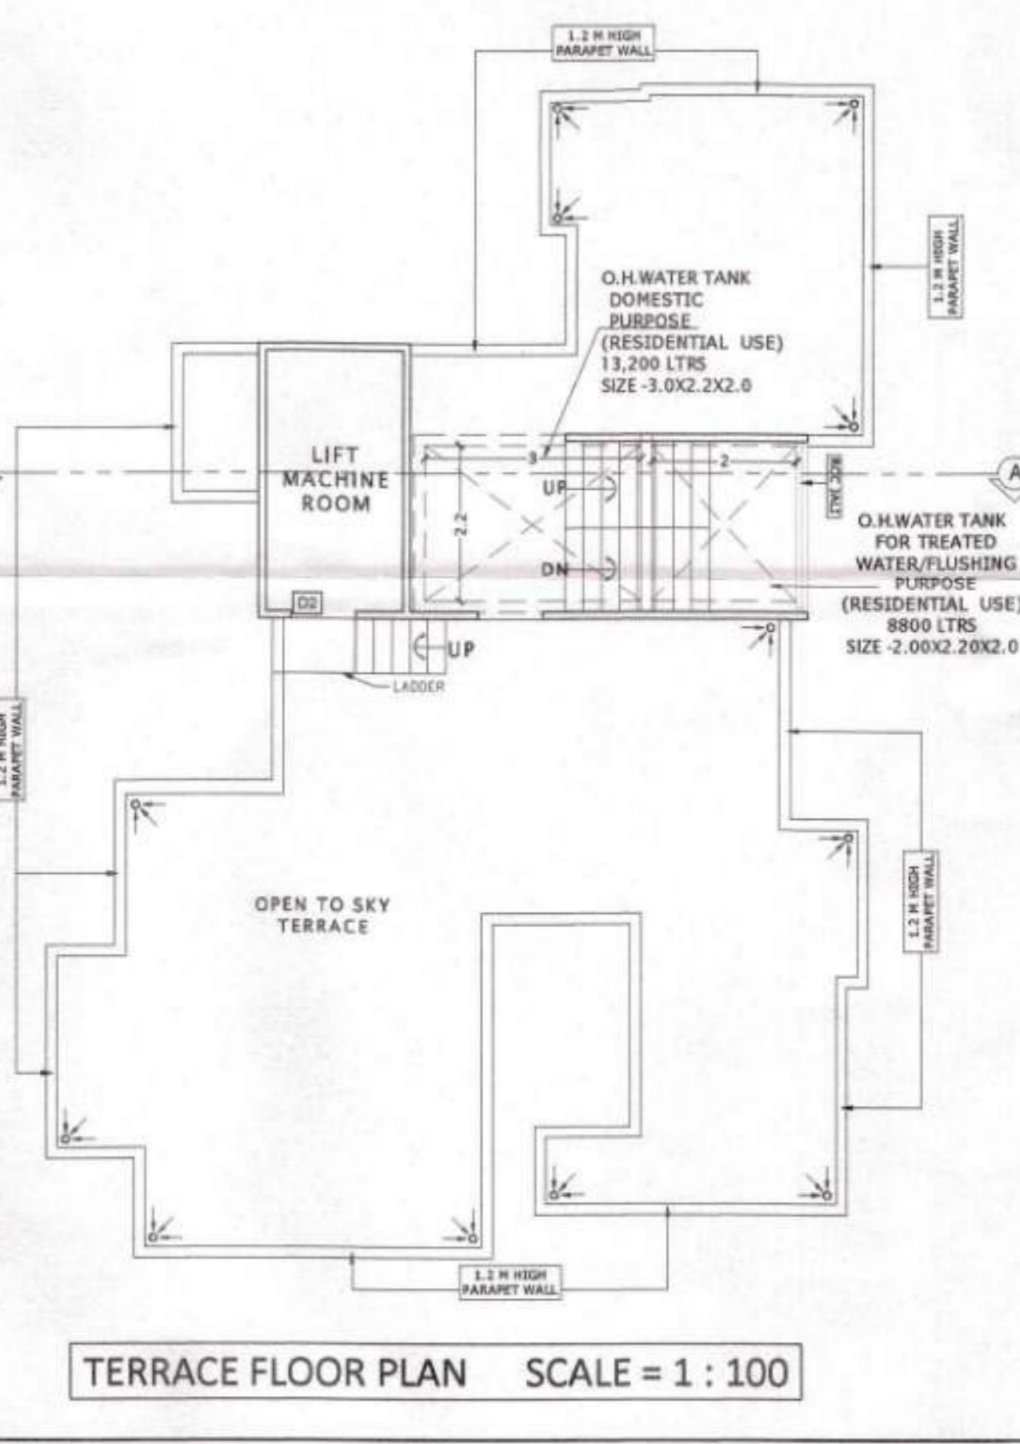 1.2 M HIGH
PARAPET WALL
1.2 M HIGH
PARAPET WALL
O.H.WATER TANK
DOMESTIC
PURPOSE
(RESIDENTIAL USE)
13,200 LTRS
SIZE -3.0X2.2X2.0
LIFT
MACHINE
ROOM
3
2
2.2
UP
DN
RCC JALI
A
O.H.WATER TANK
FOR TREATED
WATER/FLUSHING
PURPOSE
(RESIDENTIAL USE)
8800 LTRS
SIZE -2.00X2.20X2.0
D2
UP
LADDER
1.2 M HIGH
PARAPET WALL
OPEN TO SKY
TERRACE
1.2 M HIGH
PARAPET WALL
1.2 M HIGH
PARAPET WALL
TERRACE FLOOR PLAN SCALE = 1 : 100